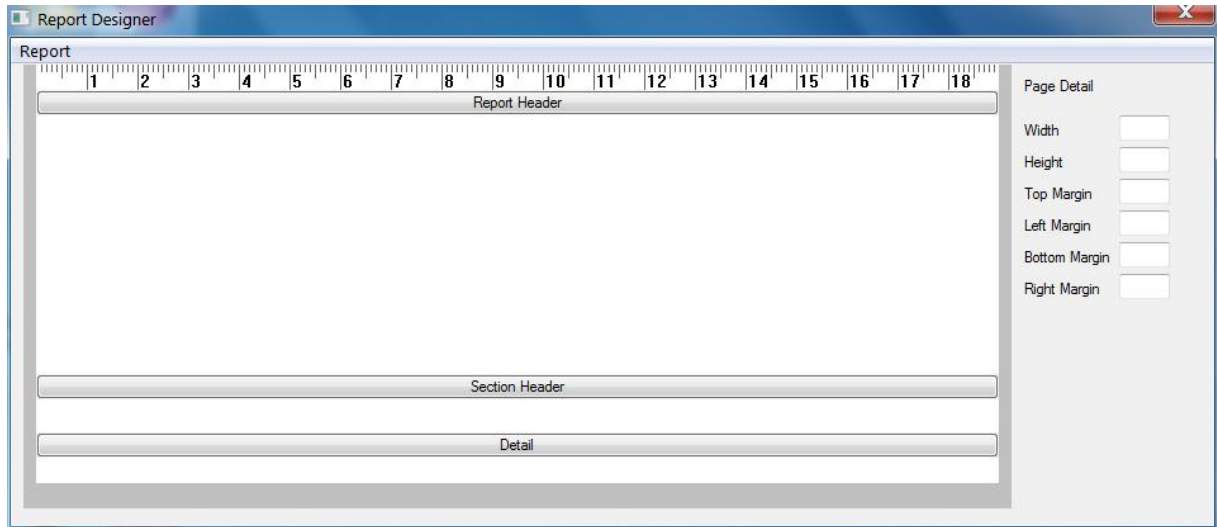 Report Designer
Report
1 2 3 4 5 6 7 8 9 10 11 12 13 14 15 16 17 18
Report Header
Section Header
Detail
Page Detail
Width
Height
Top Margin
Left Margin
Bottom Margin
Right Margin